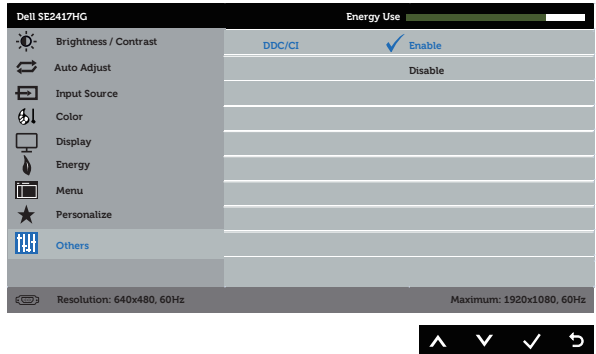 Dell SE2417HG Energy Use
Brightness / Contrast DDC/CI Enable
Auto Adjust Disable
Input Source
Color
Display
Energy
Menu
Personalize
Others
Resolution: 640x480, 60Hz Maximum: 1920x1080, 60Hz